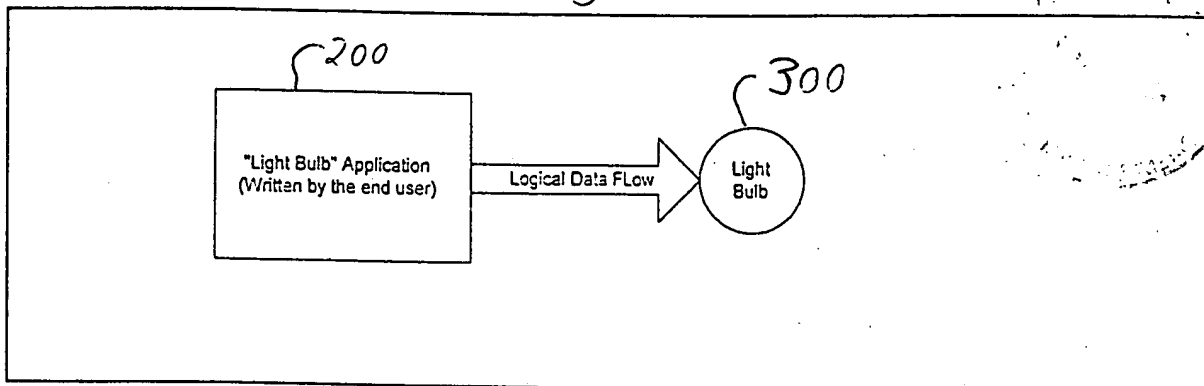 200
300
"Light Bulb" Application
(Written by the end user)
Logical Data FLow
Light
Bulb